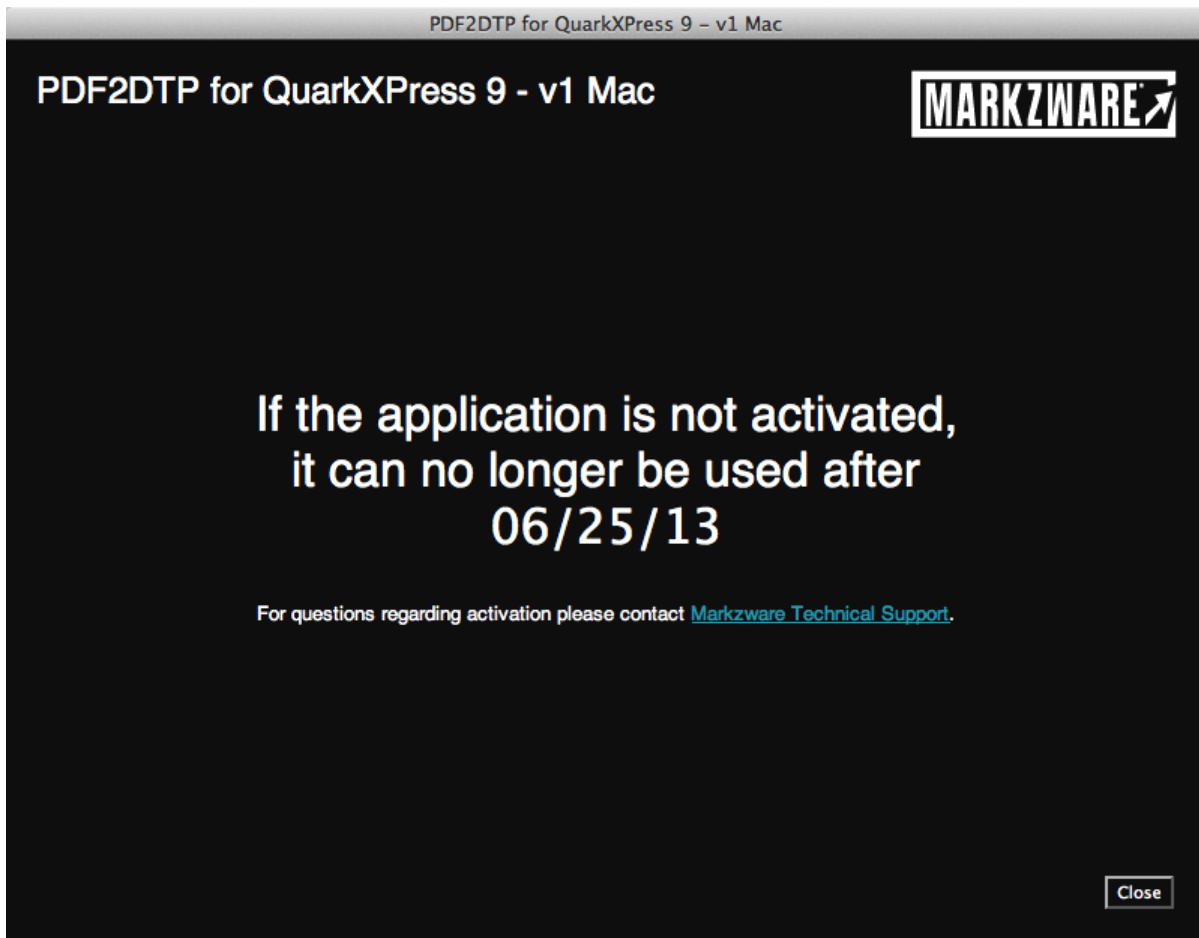 PDF2DTP for QuarkXPress 9 – v1 Mac
PDF2DTP for QuarkXPress 9 - v1 Mac
MARKZWARE
If the application is not activated,
it can no longer be used after
06/25/13
For questions regarding activation please contact Markzware Technical Support.
Close